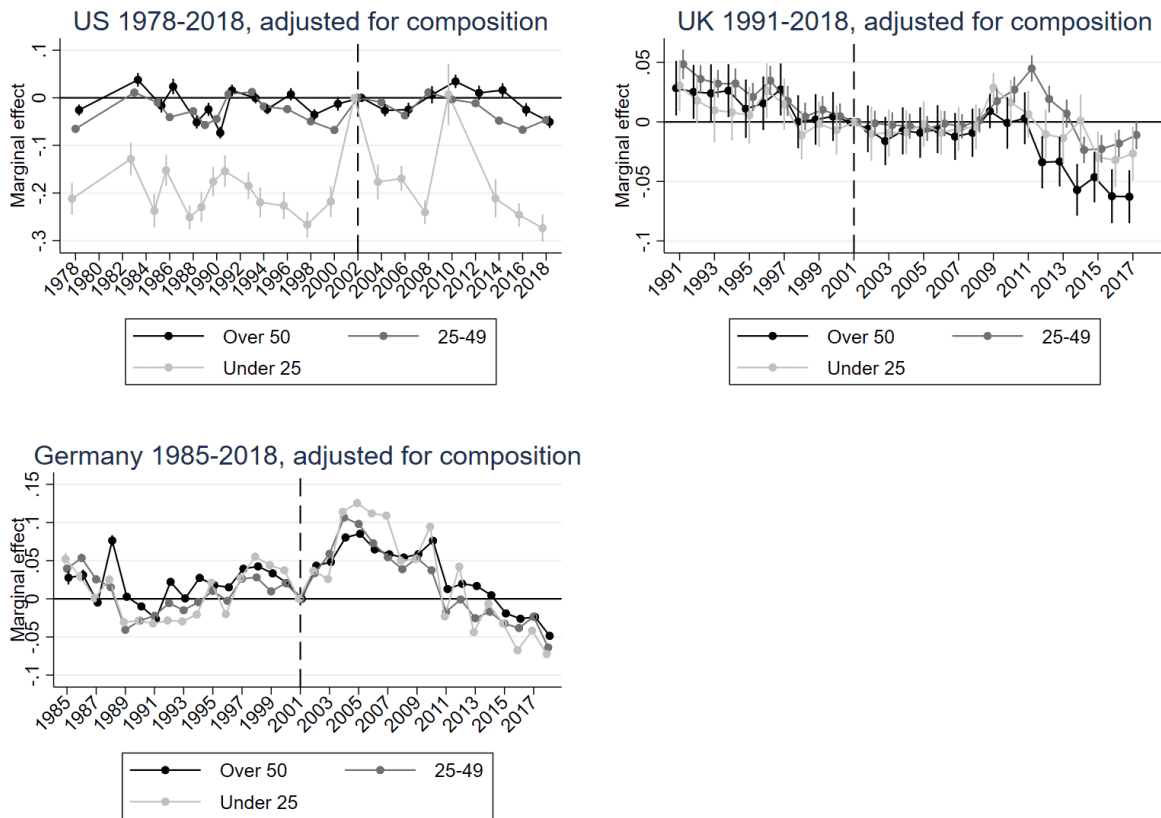 US 1978-2018, adjusted for composition
Marginal effect
.1
0
-.1
-.2
-.3
1978 1980 1982 1984 1986 1988 1990 1992 1994 1996 1998 2000 2002 2004 2006 2008 2010 2012 2014 2016 2018
Over 50 25-49
Under 25
UK 1991-2018, adjusted for composition
Marginal effect
.05
0
-.05
-.1
1991 1993 1995 1997 1999 2001 2003 2005 2007 2009 2011 2013 2015 2017
Over 50 25-49
Under 25
Germany 1985-2018, adjusted for composition
Marginal effect
.15
.1
.05
0
-.05
-.1
1985 1987 1989 1991 1993 1995 1997 1999 2001 2003 2005 2007 2009 2011 2013 2015 2017
Over 50 25-49
Under 25